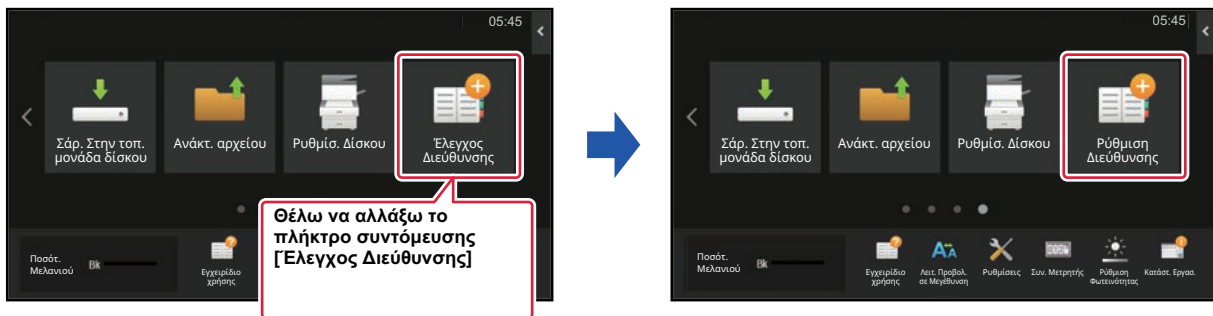 05:45
Σάρ. Στην τοπ.
μονάδα δίσκου
Ανάκτ. αρχείου
Ρυθμίσ. Δίσκου
Έλεγχος
Διεύθυνσης
Θέλω να αλλάξω το
πλήκτρο συντόμευσης
[Έλεγχος Διεύθυνσης]
Ποσότ.
Μελανιού
Bk
Εγχειρίδιο
χρήσης
05:45
Σάρ. Στην τοπ.
μονάδα δίσκου
Ανάκτ. αρχείου
Ρυθμίσ. Δίσκου
Ρύθμιση
Διεύθυνσης
Ποσότ.
Μελανιού
Bk
Εγχειρίδιο
χρήσης
Λειτ. Προβολ.
σε Μεγέθυνση
Ρυθμίσεις
Συν. Μετρητής
Ρύθμιση
Φωτεινότητας
Κατάστ. Εργασ.